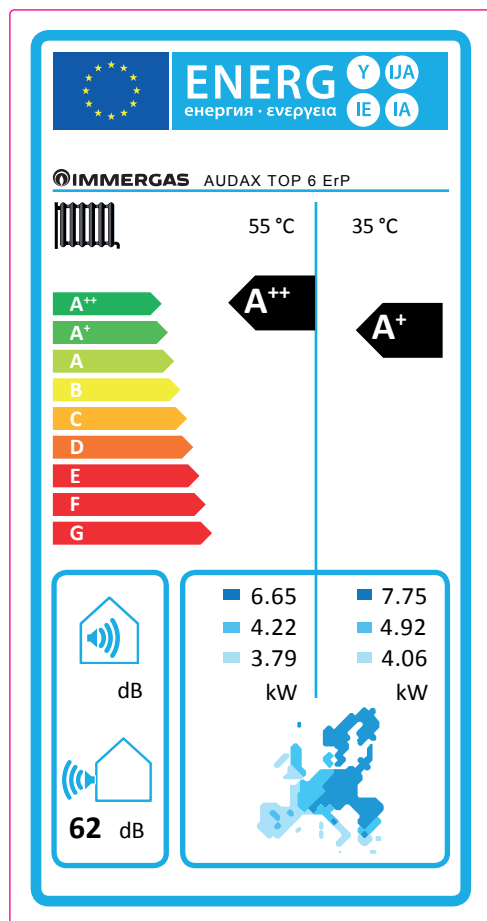 ENERG Y IJA
енергия · ενεργεια IE IA
IMMERGAS AUDAX TOP 6 ErP
55 °C 35 °C
A++ A+
A++
A+
A
B
C
D
E
F
G
6.65 7.75
4.22 4.92
3.79 4.06
kW kW
dB
62 dB